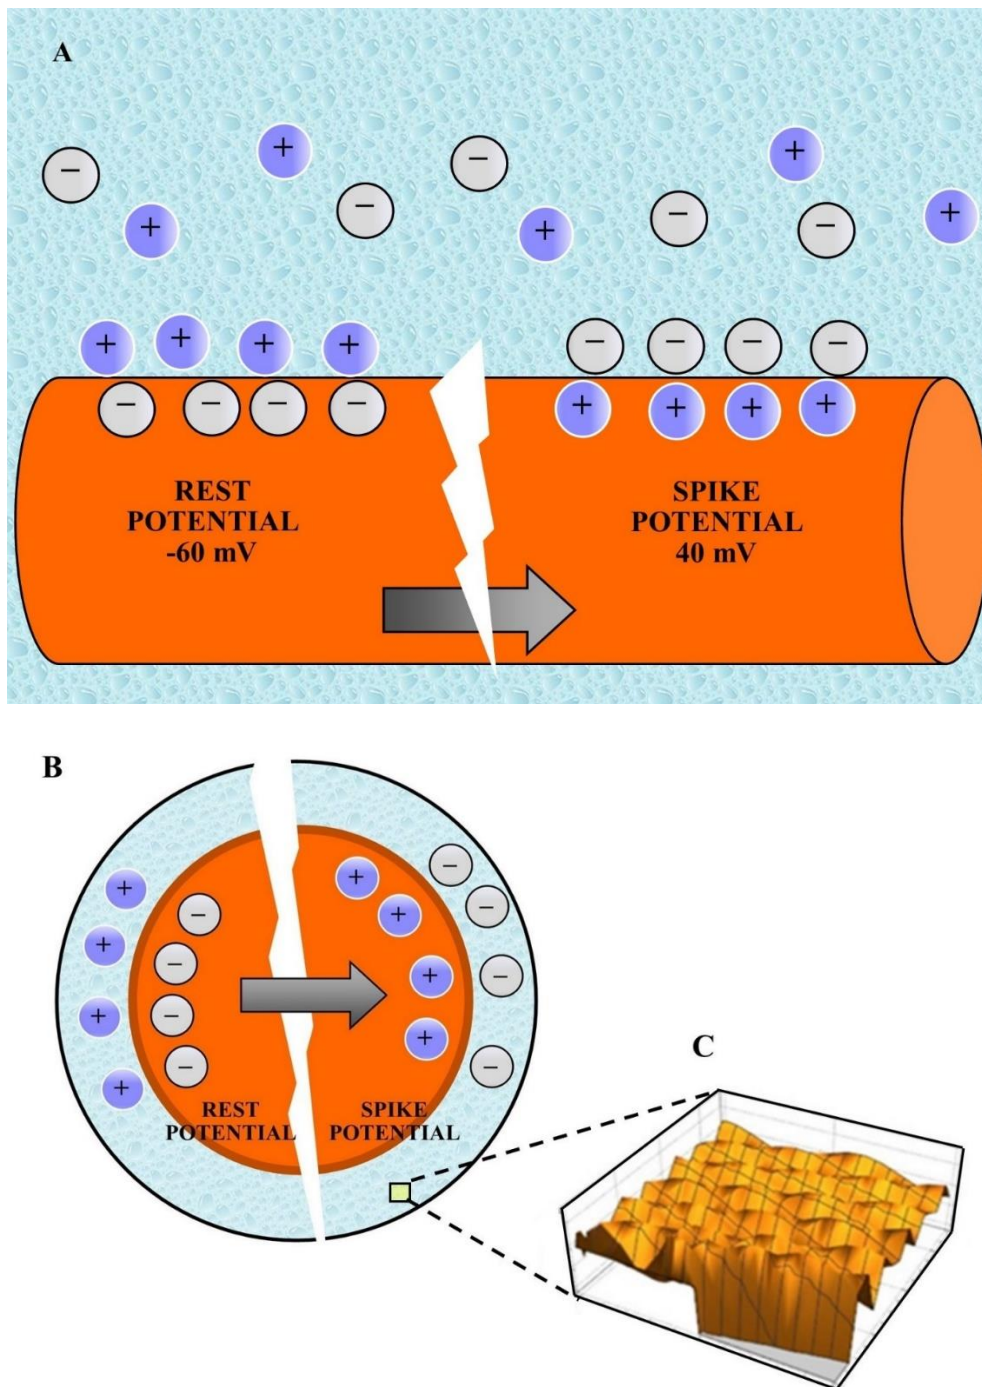 A
− + − − + − + − − +
+ + + + − − − −
− − − − + + + +
REST
POTENTIAL
-60 mV
SPIKE
POTENTIAL
40 mV
B
+ + + +
− − − −
+ + + +
− − − −
REST
POTENTIAL
SPIKE
POTENTIAL
C